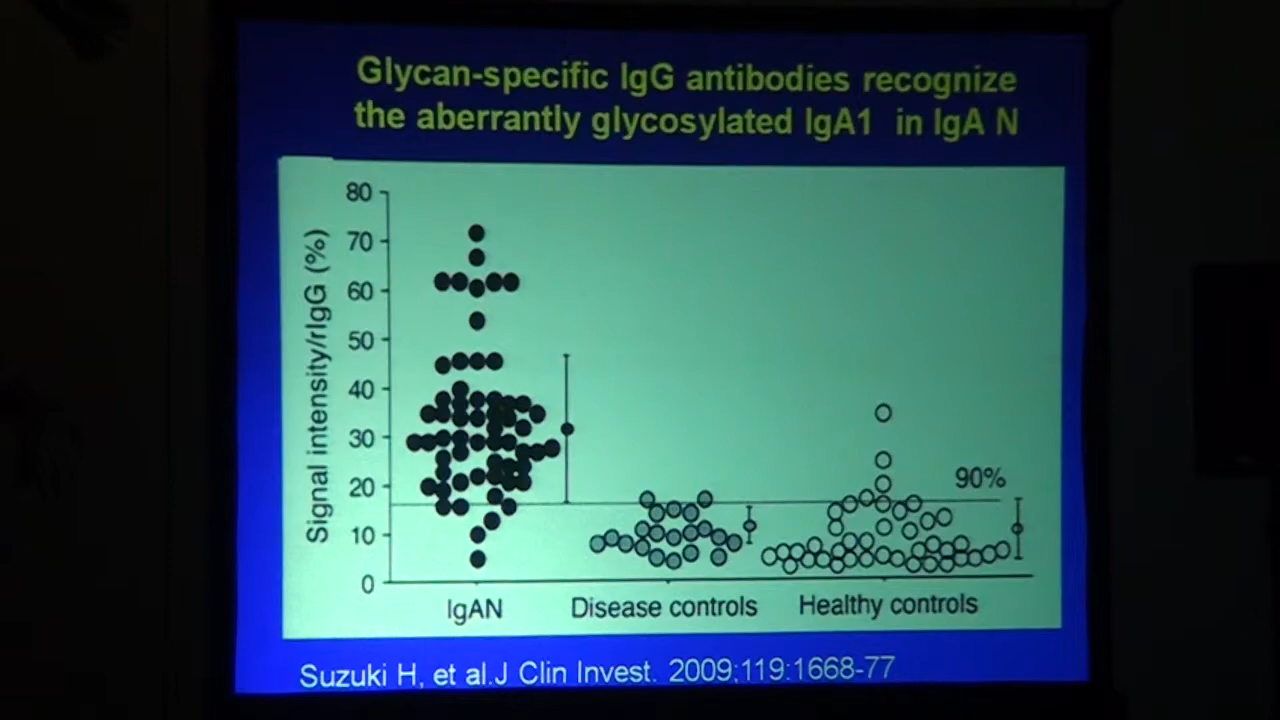 Glycan-specific IgG antibodies recognize
the aberrantly glycosylated IgA1 in IgA N
Signal intensity/rIgG (%)
80
70
60
50
40
30
20
10
0
90%
IgAN
Disease controls
Healthy controls
Suzuki H, et al.J Clin Invest. 2009;119:1668-77